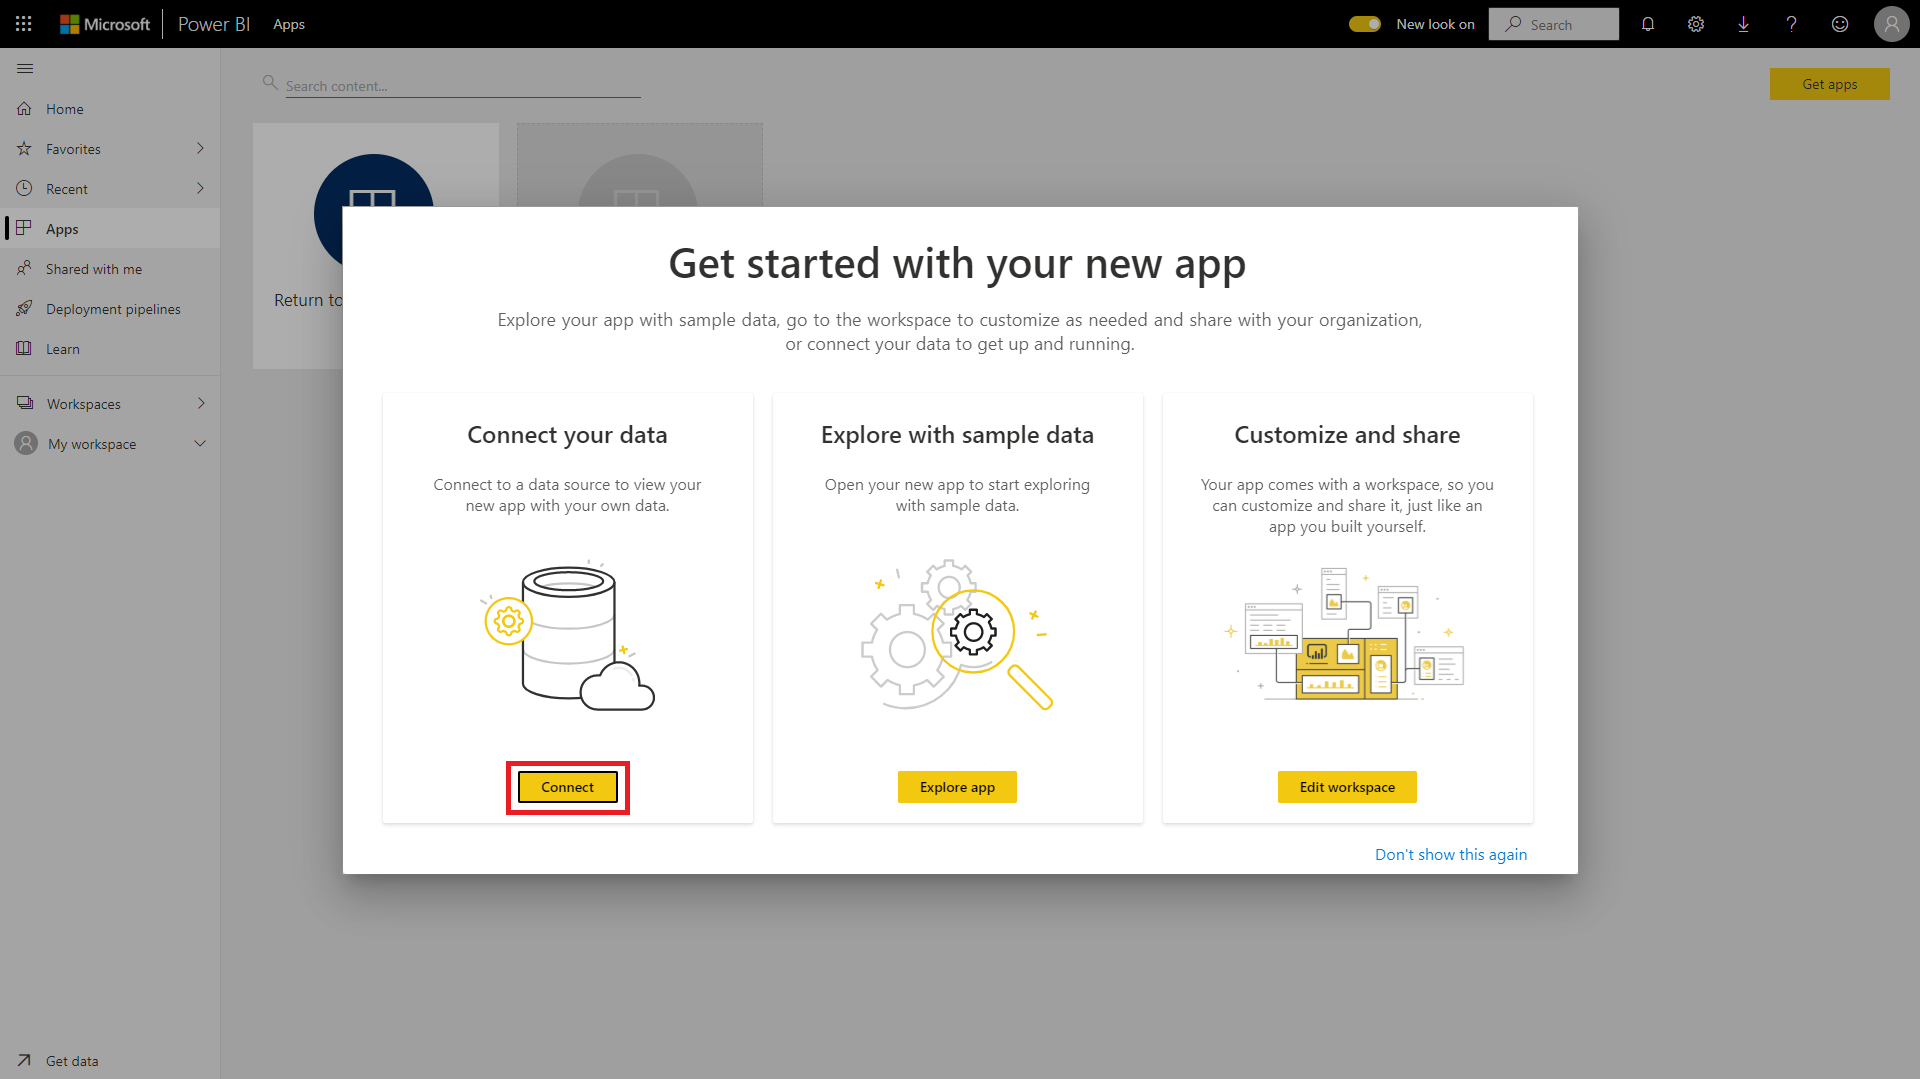 Microsoft Power BI Apps New look on Search
Search content...
Get apps
Home
Favorites
Recent
Apps
Shared with me
Deployment pipelines
Learn
Workspaces
My workspace
Get data
Return to
Get started with your new app
Explore your app with sample data, go to the workspace to customize as needed and share with your organization,
or connect your data to get up and running.
Connect your data
Connect to a data source to view your
new app with your own data.
Connect
Explore with sample data
Open your new app to start exploring
with sample data.
Explore app
Customize and share
Your app comes with a workspace, so you
can customize and share it, just like an
app you built yourself.
Edit workspace
Don't show this again